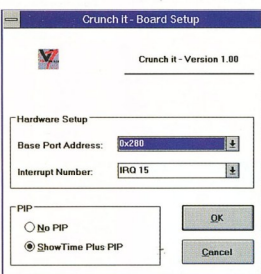 Crunch it - Board Setup
Crunch it - Version 1.00
Hardware Setup
Base Port Address: 0x280
Interrupt Number: IRQ 15
PIP
No PIP
ShowTime Plus PIP
OK
Cancel